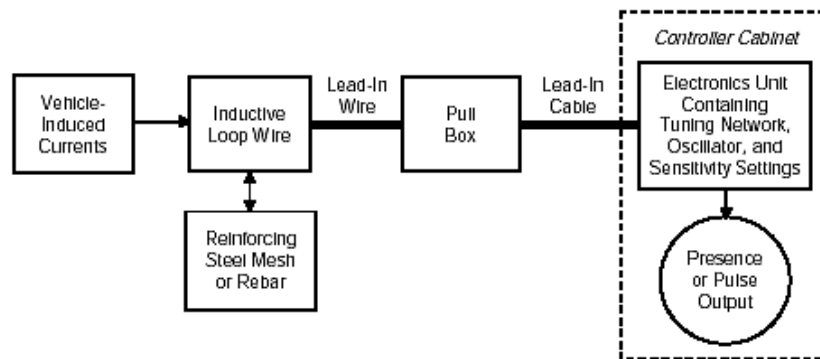 Controller Cabinet
Vehicle-
Induced
Currents
Inductive
Loop Wire
Lead-In
Wire
Pull
Box
Lead-In
Cable
Electronics Unit
Containing
Tuning Network,
Oscillator, and
Sensitivity Settings
Reinforcing
Steel Mesh
or Rebar
Presence
or Pulse
Output